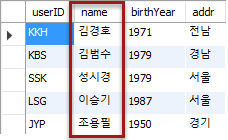 userID name birthYear addr
KKH 김경호 1971 전남
KBS 김범수 1979 경남
SSK 성시경 1979 서울
LSG 이승기 1987 서울
JYP 조용필 1950 경기